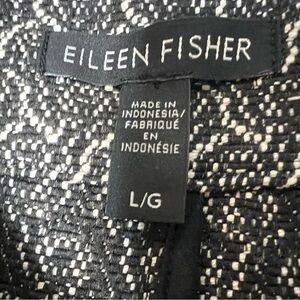 EILEEN FISHER
MADE IN
INDONESIA/
FABRIQUÉ
EN
INDONÉSIE
L/G